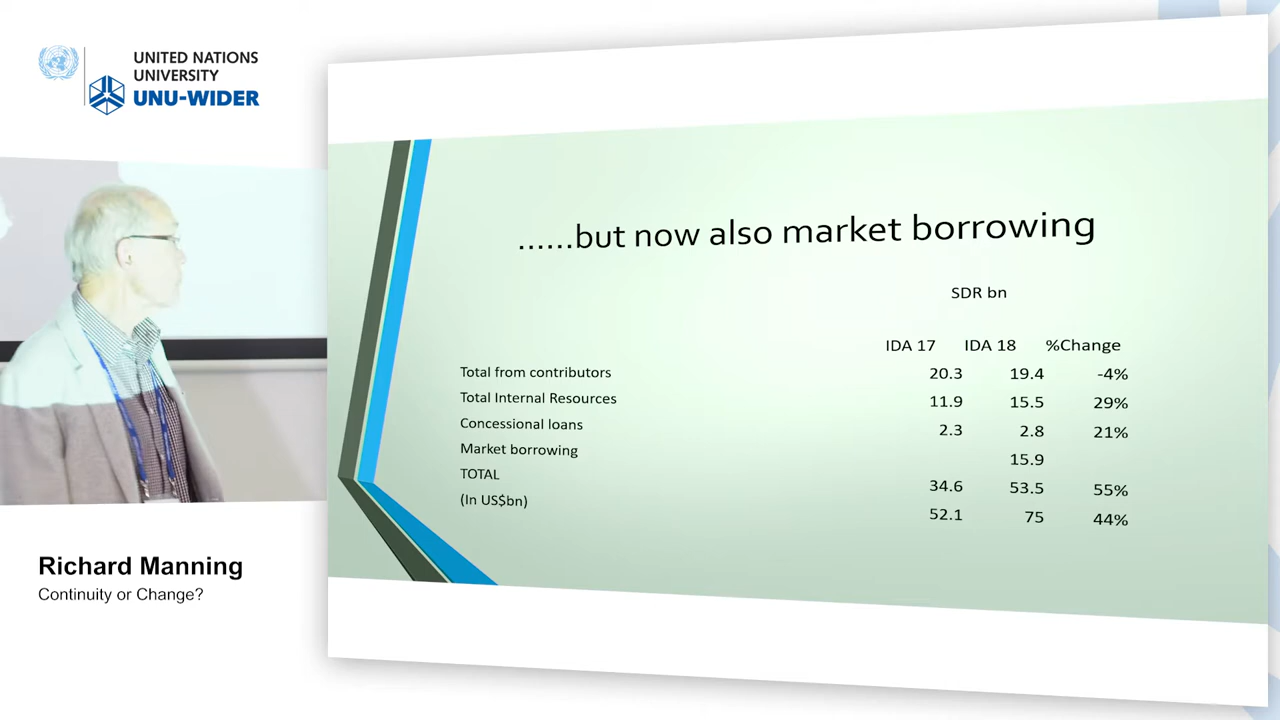 UNITED NATIONS
UNIVERSITY
UNU-WIDER
......but now also market borrowing
SDR bn
IDA 17 IDA 18 %Change
Total from contributors 20.3 19.4 -4%
Total Internal Resources 11.9 15.5 29%
Concessional loans 2.3 2.8 21%
Market borrowing 15.9
TOTAL 34.6 53.5 55%
(In US$bn) 52.1 75 44%
Richard Manning
Continuity or Change?